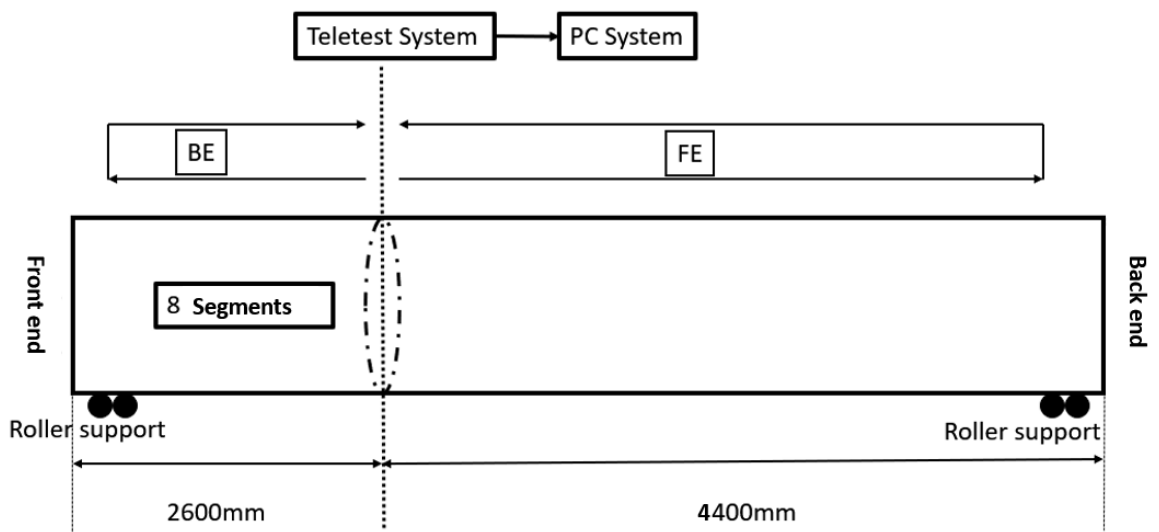 Teletest System
PC System
BE
FE
Front end
8 Segments
Back end
Roller support
Roller support
2600mm
4400mm